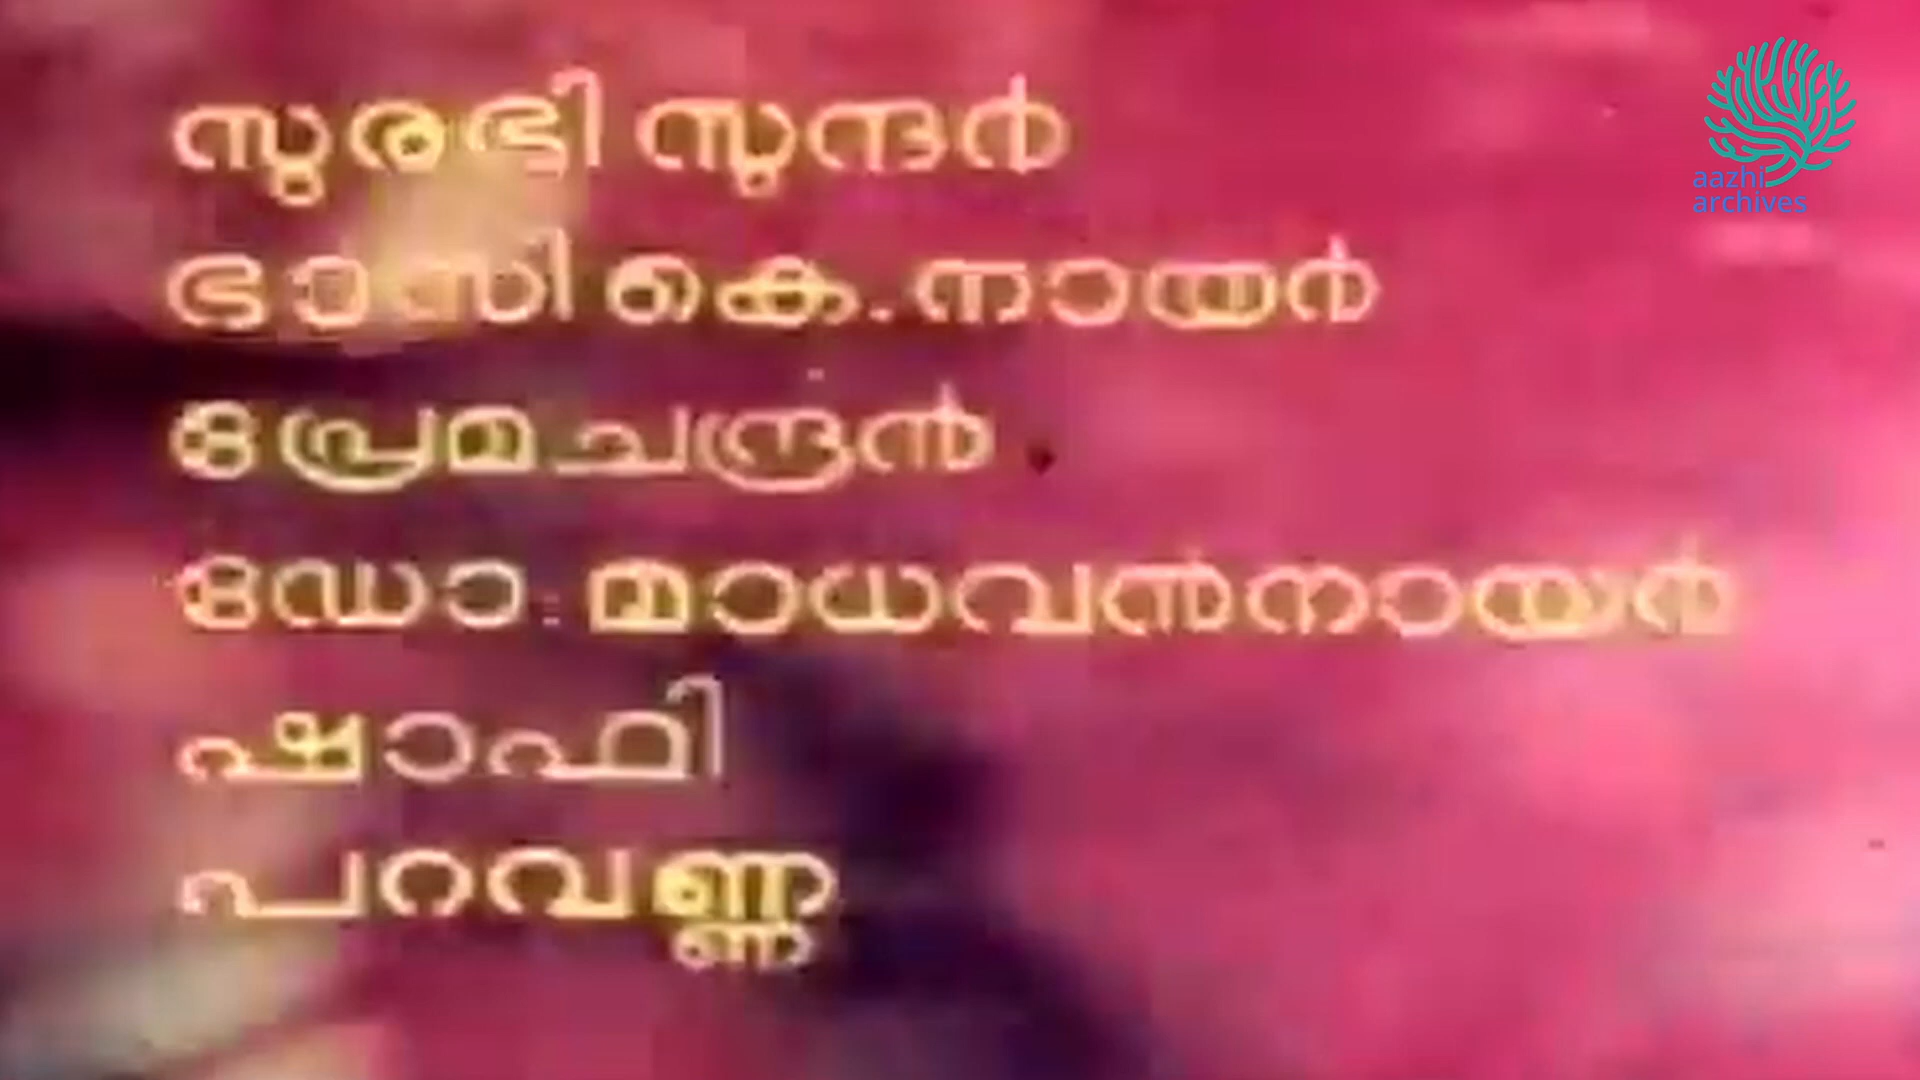 സുരഭി സുന്ദർ
aazhi
archives
ഭാസി കെ. നായർ
പ്രേമചന്ദ്രൻ
ഡോ: മാധവൻനായർ
ഷാഫി
പറവണ്ണ